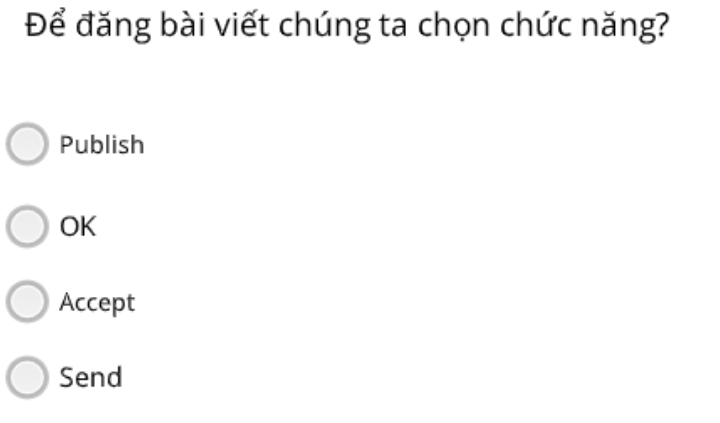 Để đăng bài viết chúng ta chọn chức năng?
Publish
OK
Accept
Send